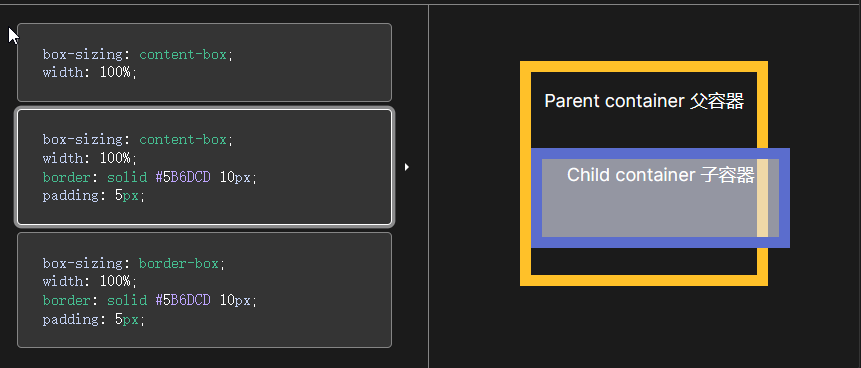 box-sizing: content-box;
width: 100%;
box-sizing: content-box;
width: 100%;
border: solid #5B6DCD 10px;
padding: 5px;
box-sizing: border-box;
width: 100%;
border: solid #5B6DCD 10px;
padding: 5px;
Parent container 父容器
Child container 子容器